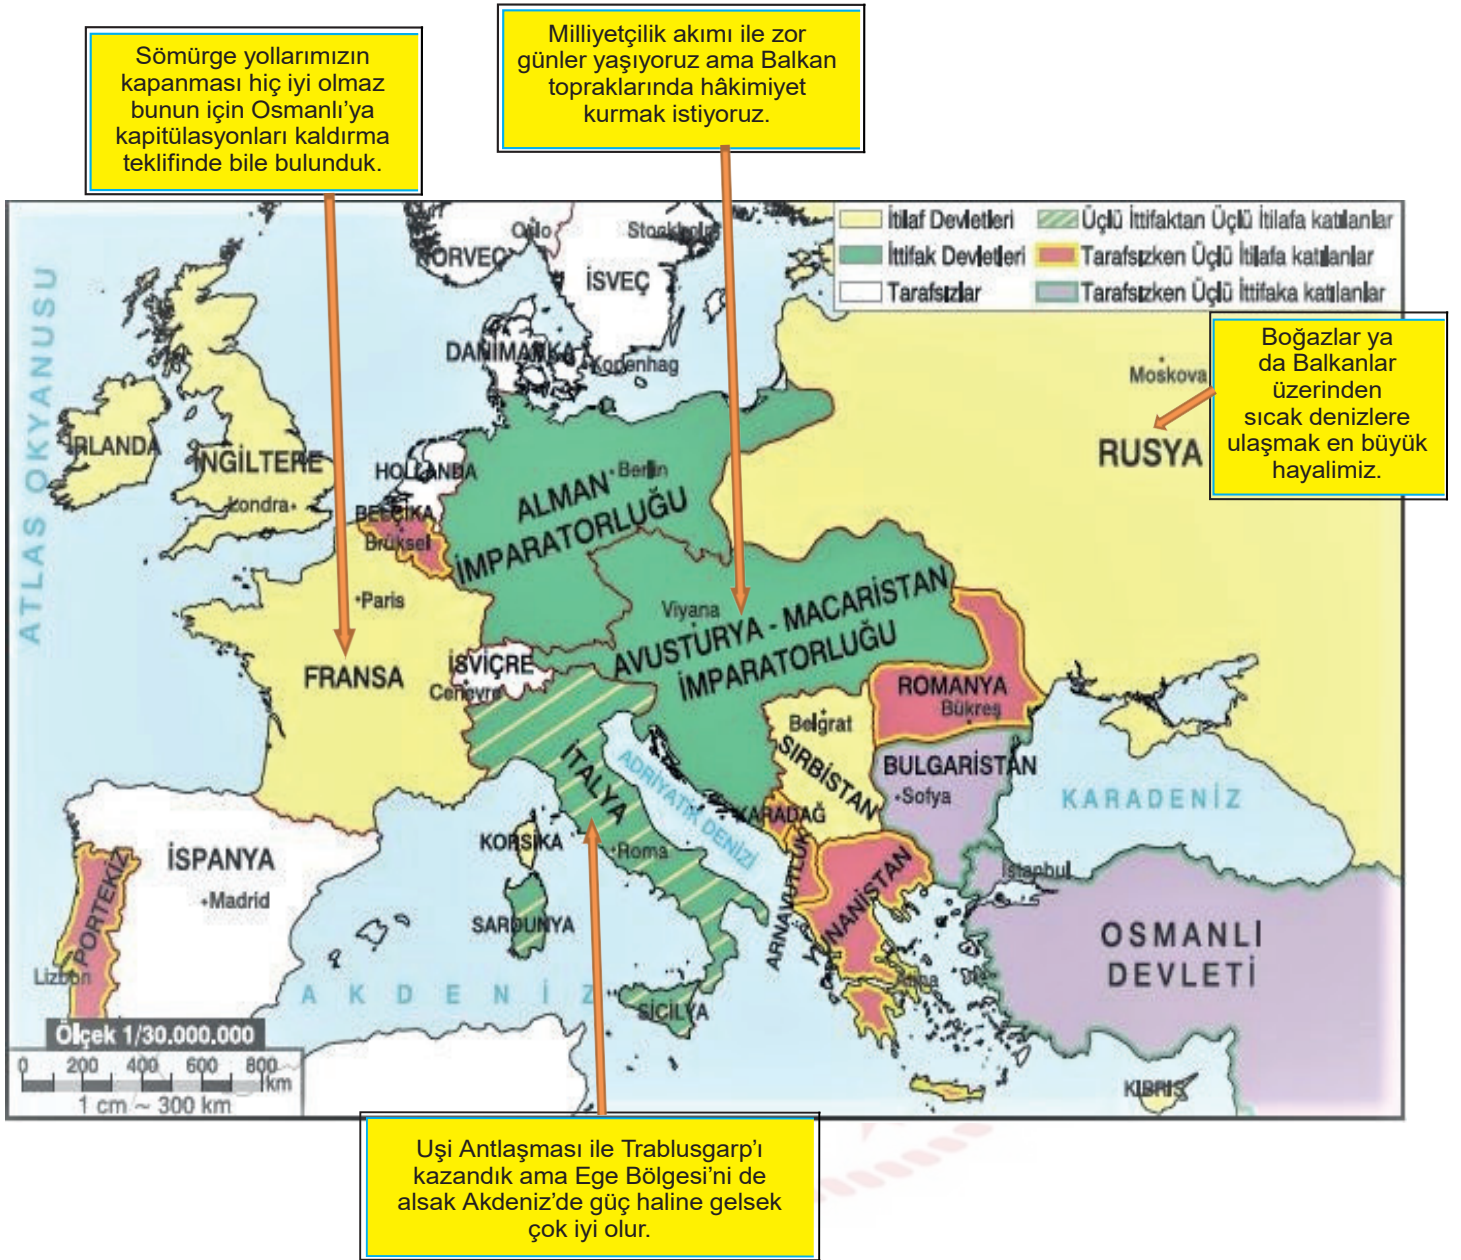 Sömürge yollarımızın
kapanması hiç iyi olmaz
bunun için Osmanlı’ya
kapitülasyonları kaldırma
teklifinde bile bulunduk.
Milliyetçilik akımı ile zor
günler yaşıyoruz ama Balkan
topraklarında hâkimiyet
kurmak istiyoruz.
İtilaf Devletleri
Üçlü İttifaktan Üçlü İtilafa katılanlar
İttifak Devletleri
Tarafsızken Üçlü İtilafa katılanlar
Tarafsızlar
Tarafsızken Üçlü İttifaka katılanlar
Boğazlar ya
da Balkanlar
üzerinden
sıcak denizlere
ulaşmak en büyük
hayalimiz.
ATLAS OKYANUSU
Oslo
Stockholm
NORVEÇ
İSVEÇ
DANİMARKA
Kopenhag
Moskova
RUSYA
İRLANDA
İNGİLTERE
Londra
HOLLANDA
Berlin
ALMAN
İMPARATORLUĞU
BELÇİKA
Brüksel
Paris
Viyana
AVUSTURYA - MACARİSTAN
İMPARATORLUĞU
FRANSA
İSVİÇRE
Cenevre
ROMANYA
Bükreş
Belgrat
SIRBİSTAN
BULGARİSTAN
Sofya
İTALYA
ADRİYATİK DENİZİ
KARADENİZ
KARADAĞ
KORSİKA
Roma
İSPANYA
Madrid
PORTEKİZ
Lizbon
SARDUNYA
ARNAVUTLUK
YUNANİSTAN
Atina
İstanbul
OSMANLI
DEVLETİ
AKDENİZ
SİCİLYA
KIBRIS
Ölçek 1/30.000.000
0 200 400 600 800
km
1 cm ~ 300 km
Uşi Antlaşması ile Trablusgarp’ı
kazandık ama Ege Bölgesi’ni de
alsak Akdeniz’de güç haline gelsek
çok iyi olur.